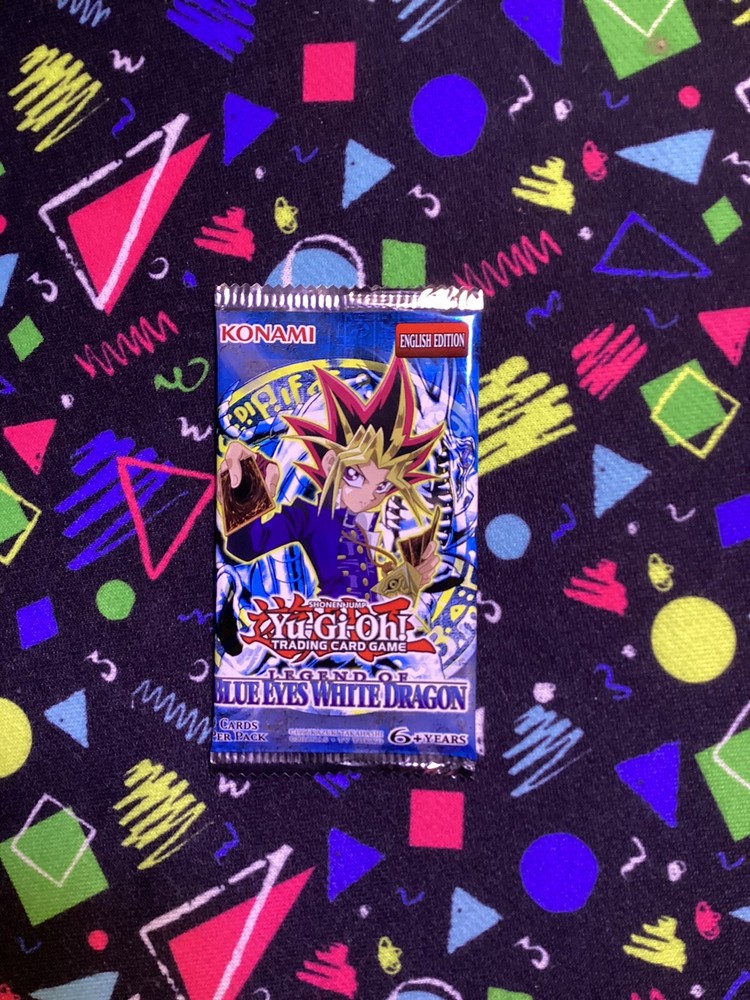 KONAMI
ENGLISH EDITION
SHONEN JUMP
Yu-Gi-Oh!
TRADING CARD GAME
LEGEND OF
BLUE EYES WHITE DRAGON
CARDS
ER PACK
6+ YEARS